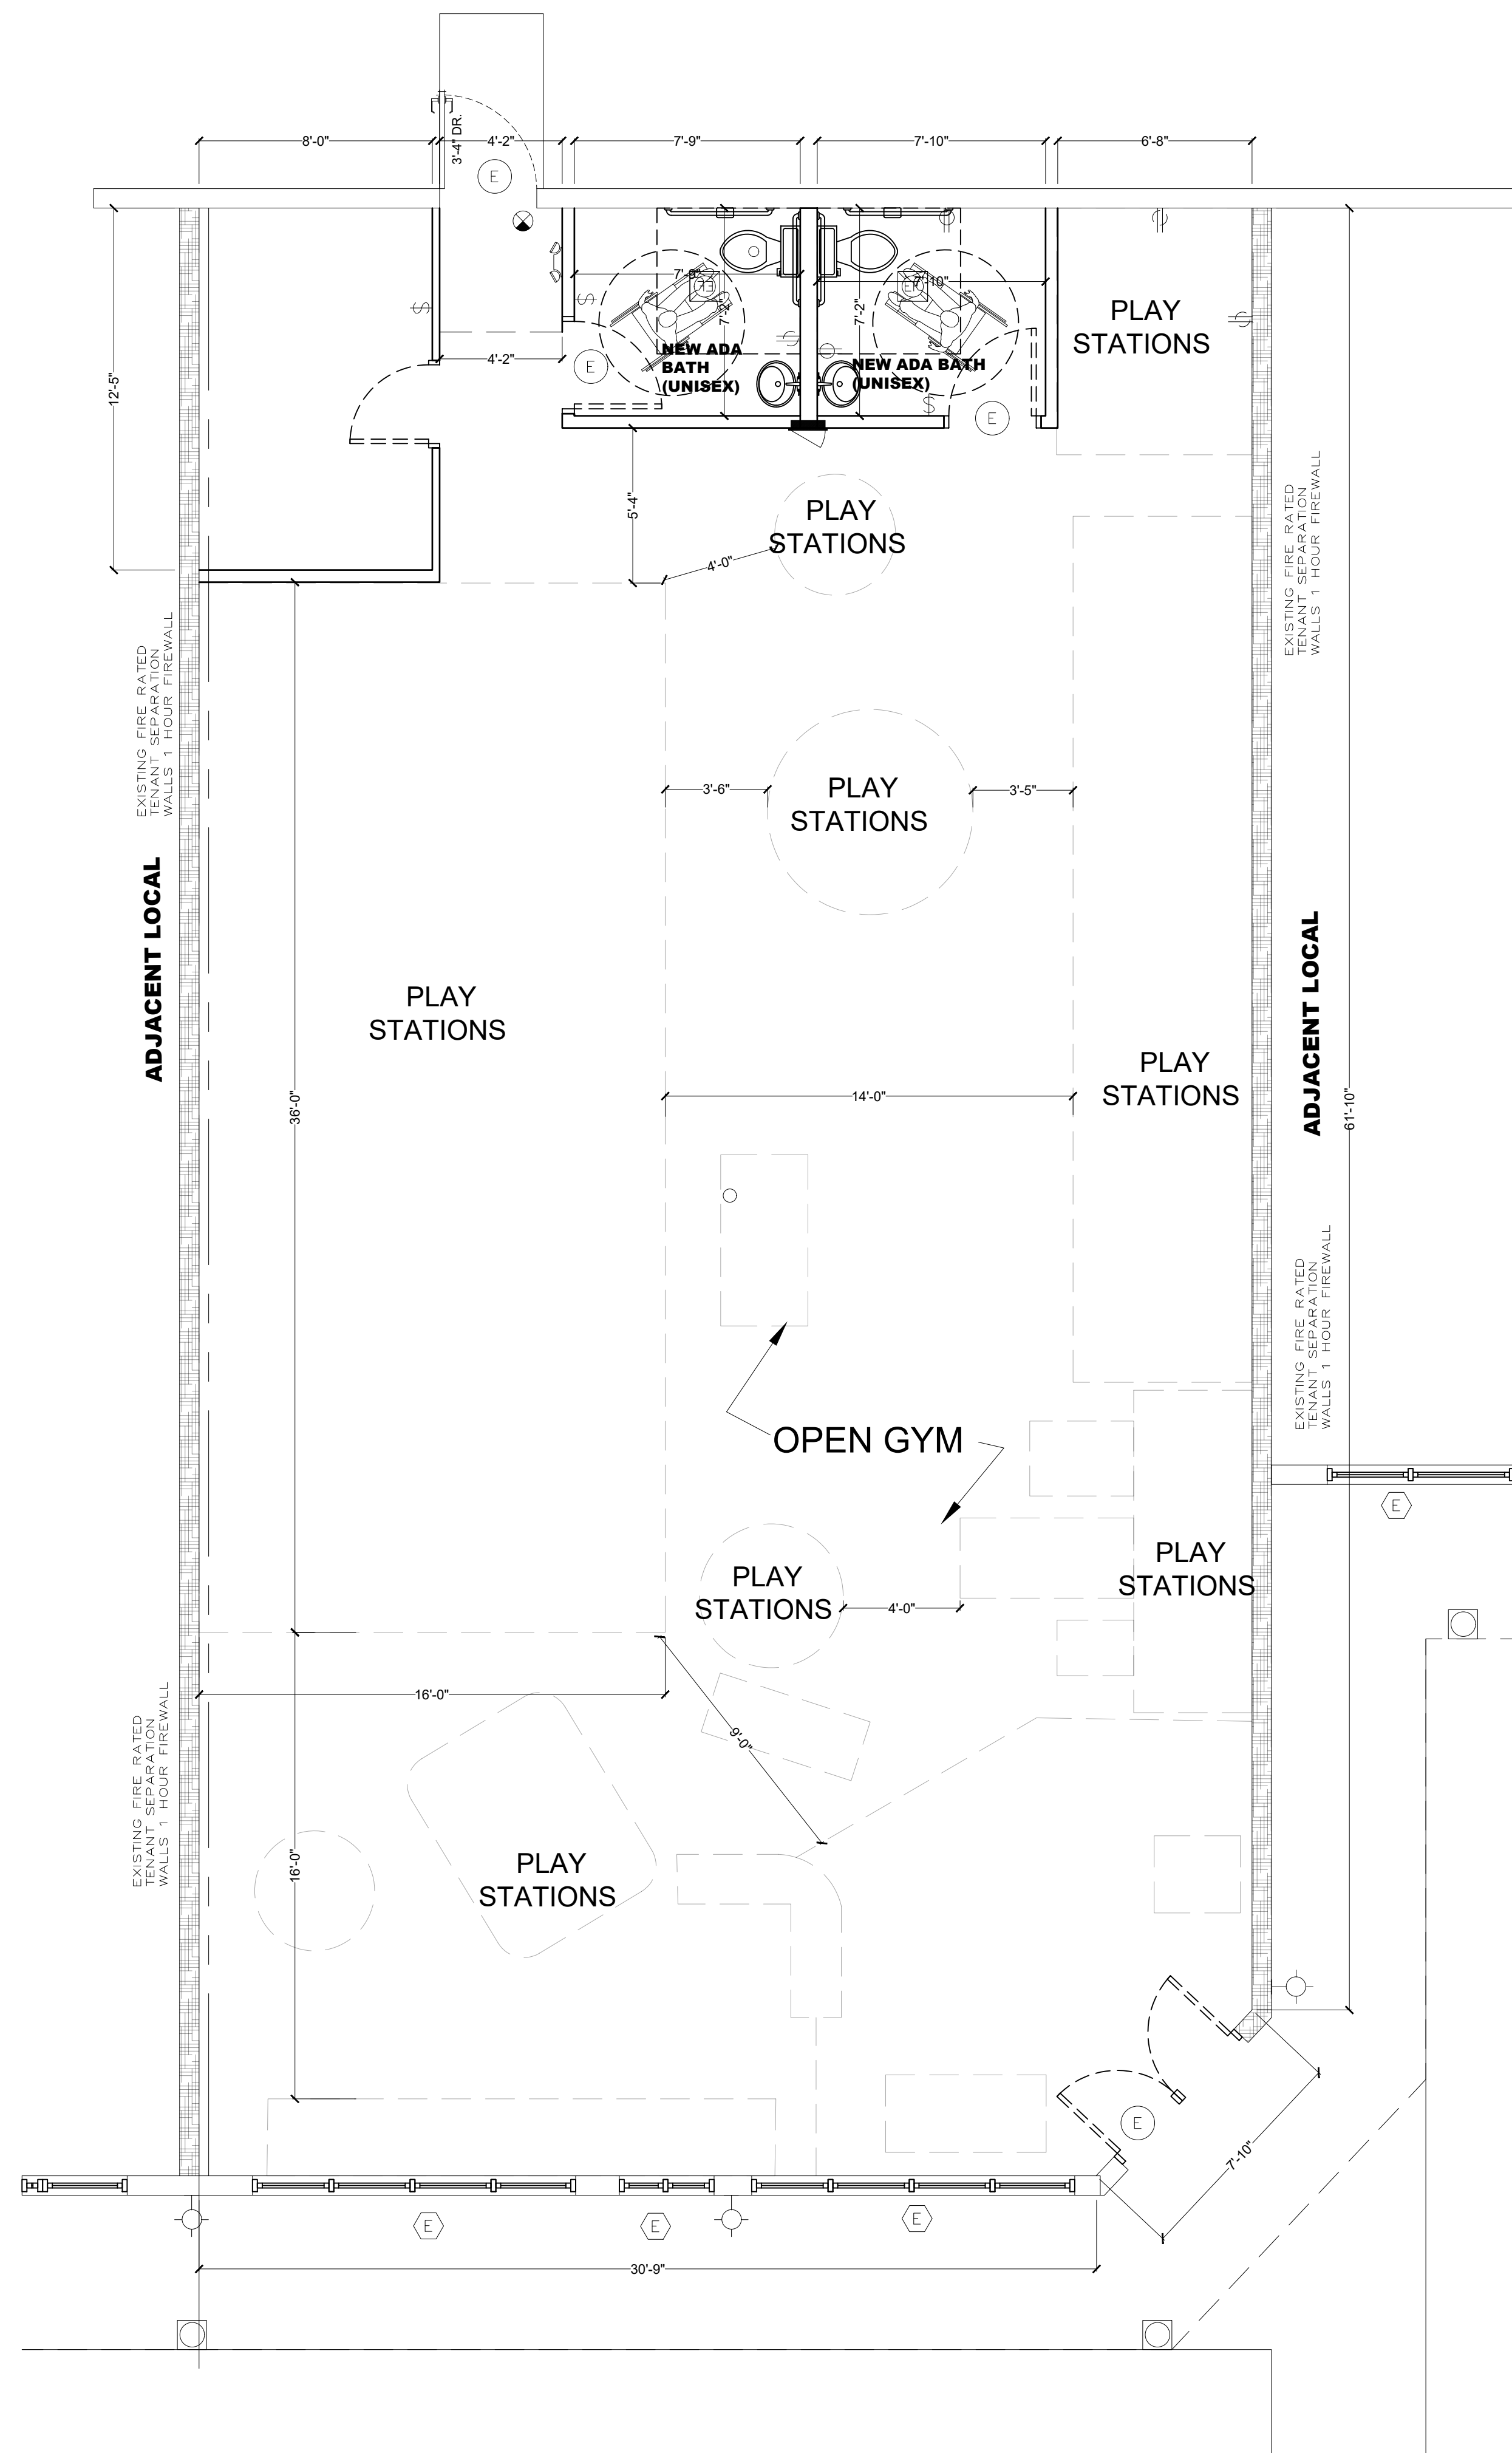 3'-4" DR.
8'-0"
4'-2"
7'-9"
7'-10"
6'-8"
E
$
$
12'-5"
7'-10"
7'-2"
7'-2"
4'-2"
E
NEW ADA
BATH
(UNISEX)
NEW ADA BATH
(UNISEX)
$
E
PLAY
STATIONS
5'-4"
4'-0"
PLAY
STATIONS
EXISTING FIRE RATED
TENANT SEPARATION
WALLS 1 HOUR FIREWALL
EXISTING FIRE RATED
TENANT SEPARATION
WALLS 1 HOUR FIREWALL
3'-6"
PLAY
STATIONS
3'-5"
ADJACENT LOCAL
ADJACENT LOCAL
PLAY
STATIONS
36'-0"
14'-0"
PLAY
STATIONS
61'-10"
EXISTING FIRE RATED
TENANT SEPARATION
WALLS 1 HOUR FIREWALL
OPEN GYM
E
PLAY
STATIONS
4'-0"
PLAY
STATIONS
16'-0"
9'-0"
EXISTING FIRE RATED
TENANT SEPARATION
WALLS 1 HOUR FIREWALL
16'-0"
PLAY
STATIONS
E
7'-10"
E
E
E
30'-9"